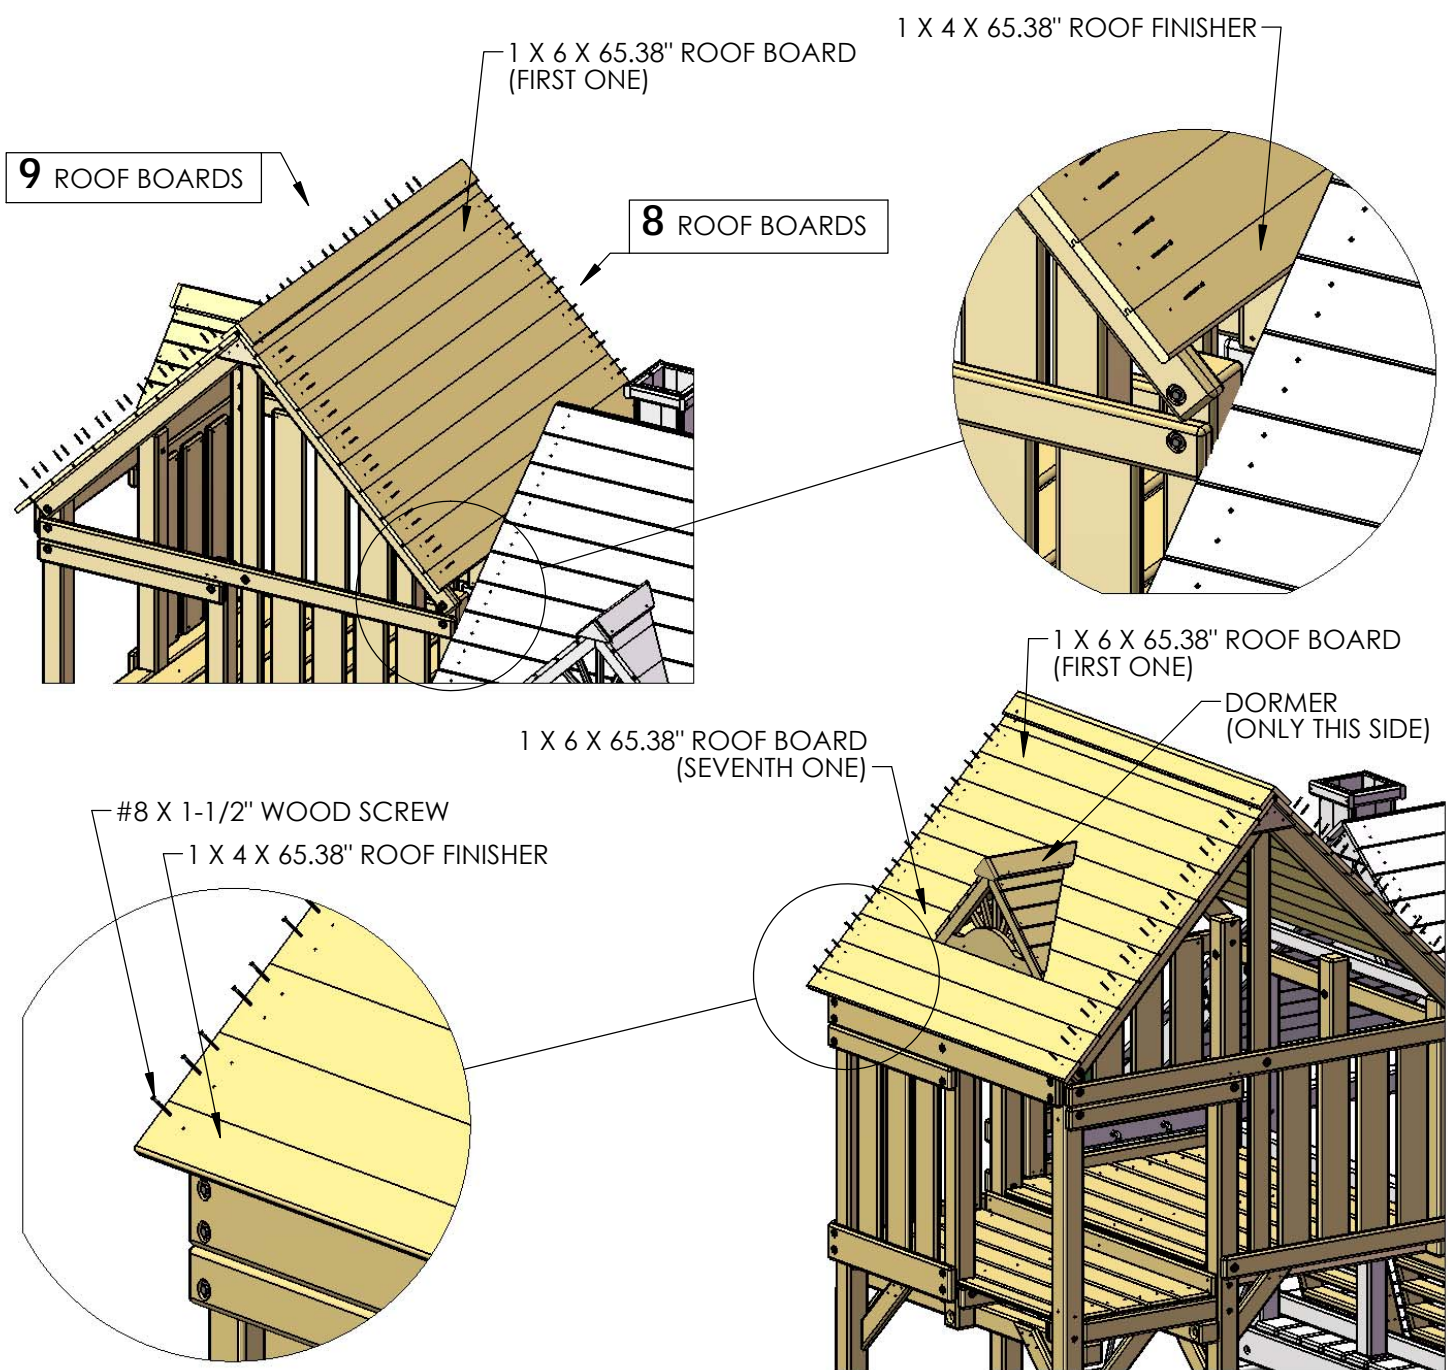 1 X 6 X 65.38" ROOF BOARD
(FIRST ONE)
1 X 4 X 65.38" ROOF FINISHER
9 ROOF BOARDS
8 ROOF BOARDS
1 X 6 X 65.38" ROOF BOARD
(FIRST ONE)
DORMER
(ONLY THIS SIDE)
1 X 6 X 65.38" ROOF BOARD
(SEVENTH ONE)
#8 X 1-1/2" WOOD SCREW
1 X 4 X 65.38" ROOF FINISHER